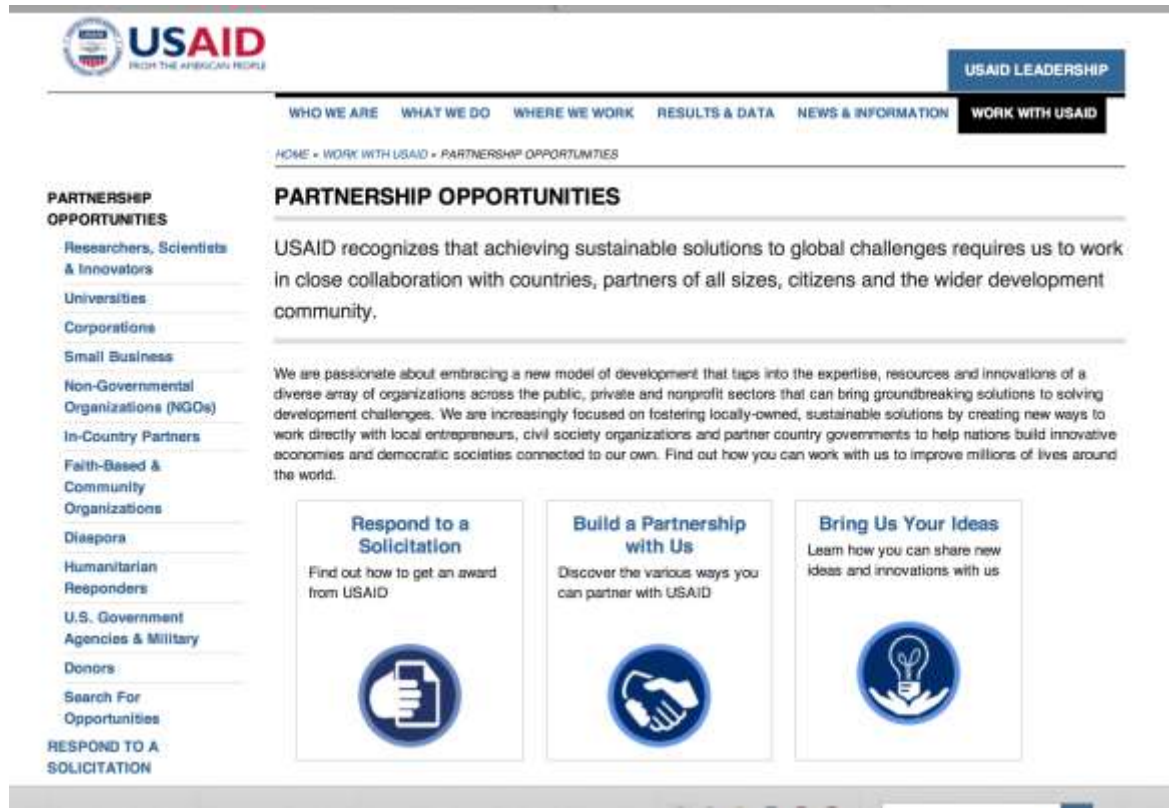 USAID
FROM THE AMERICAN PEOPLE
USAID LEADERSHIP
WHO WE ARE WHAT WE DO WHERE WE WORK RESULTS & DATA NEWS & INFORMATION WORK WITH USAID
HOME » WORK WITH USAID » PARTNERSHIP OPPORTUNITIES
PARTNERSHIP
OPPORTUNITIES
Researchers, Scientists
& Innovators
Universities
Corporations
Small Business
Non-Governmental
Organizations (NGOs)
In-Country Partners
Faith-Based &
Community
Organizations
Diaspora
Humanitarian
Responders
U.S. Government
Agencies & Military
Donors
Search For
Opportunities
RESPOND TO A
SOLICITATION
PARTNERSHIP OPPORTUNITIES
USAID recognizes that achieving sustainable solutions to global challenges requires us to work
in close collaboration with countries, partners of all sizes, citizens and the wider development
community.
We are passionate about embracing a new model of development that taps into the expertise, resources and innovations of a
diverse array of organizations across the public, private and nonprofit sectors that can bring groundbreaking solutions to solving
development challenges. We are increasingly focused on fostering locally-owned, sustainable solutions by creating new ways to
work directly with local entrepreneurs, civil society organizations and partner country governments to help nations build innovative
economies and democratic societies connected to our own. Find out how you can work with us to improve millions of lives around
the world.
Respond to a
Solicitation
Find out how to get an award
from USAID
Build a Partnership
with Us
Discover the various ways you
can partner with USAID
Bring Us Your Ideas
Learn how you can share new
ideas and innovations with us